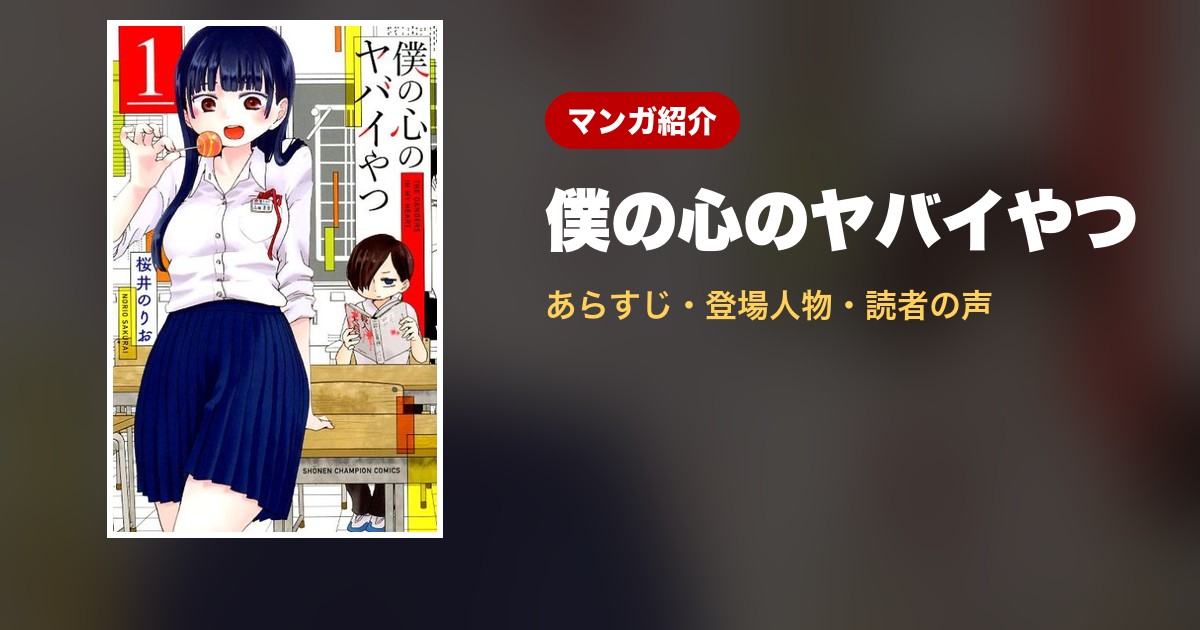 1
僕の心の
ヤバイやつ
THE DANGERS
IN MY HEART
桜井のりお
NORIO SAKURAI
SHŌNEN CHAMPION COMICS
マンガ紹介
僕の心のヤバイやつ
あらすじ・登場人物・読者の声